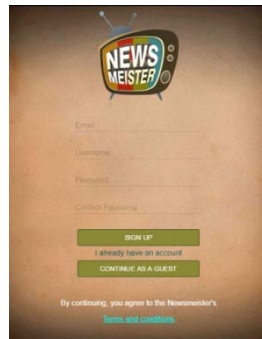 NEWS
MEISTER
Email
Username
Password
Confirm Password
SIGN UP
I already have an account
CONTINUE AS A GUEST
By continuing, you agree to the Newsmeister's
Terms and conditions